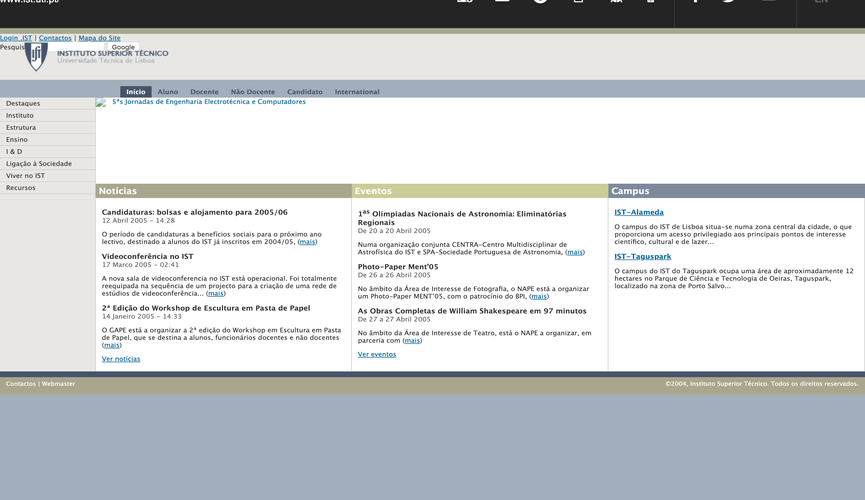 www.ist.utl.pt/
Login .IST | Contactos | Mapa do Site
Pesquis
Google
INSTITUTO SUPERIOR TÉCNICO
Universidade Técnica de Lisboa
Início Aluno Docente Não Docente Candidato International
Destaques
Instituto
Estrutura
Ensino
I & D
Ligação à Sociedade
Viver no IST
Recursos
5ªs Jornadas de Engenharia Electrotécnica e Computadores
Notícias
Candidaturas: bolsas e alojamento para 2005/06
12 Abril 2005 - 14:28
O período de candidaturas a benefícios sociais para o próximo ano
lectivo, destinado a alunos do IST já inscritos em 2004/05, (mais)
Videoconferência no IST
17 Março 2005 - 02:41
A nova sala de videoconferencia no IST está operacional. Foi totalmente
reequipada na sequência de um projecto para a criação de uma rede de
estúdios de videoconferência... (mais)
2ª Edição do Workshop de Escultura em Pasta de Papel
14 Janeiro 2005 - 14:33
O GAPE está a organizar a 2ª edição do Workshop em Escultura em Pasta
de Papel, que se destina a alunos, funcionários docentes e não docentes
(mais)
Ver notícias
Eventos
1ªs Olimpíadas Nacionais de Astronomia: Eliminatórias
Regionais
De 20 a 20 Abril 2005
Numa organização conjunta CENTRA-Centro Multidisciplinar de
Astrofísica do IST e SPA-Sociedade Portuguesa de Astronomia, (mais)
Photo-Paper Ment'05
De 26 a 26 Abril 2005
No âmbito da Área de Interesse de Fotografia, o NAPE está a organizar
um Photo-Paper MENT'05, com o patrocínio do BPI, (mais)
As Obras Completas de William Shakespeare em 97 minutos
De 27 a 27 Abril 2005
No âmbito da Área de Interesse de Teatro, está o NAPE a organizar, em
parceria com (mais)
Ver eventos
Campus
IST-Alameda
O campus do IST de Lisboa situa-se numa zona central da cidade, o que
proporciona um acesso privilegiado aos principais pontos de interesse
científico, cultural e de lazer...
IST-Taguspark
O campus do IST do Taguspark ocupa uma área de aproximadamente 12
hectares no Parque de Ciência e Tecnologia de Oeiras, Taguspark,
localizado na zona de Porto Salvo...
Contactos | Webmaster
©2004, Instituto Superior Técnico. Todos os direitos reservados.